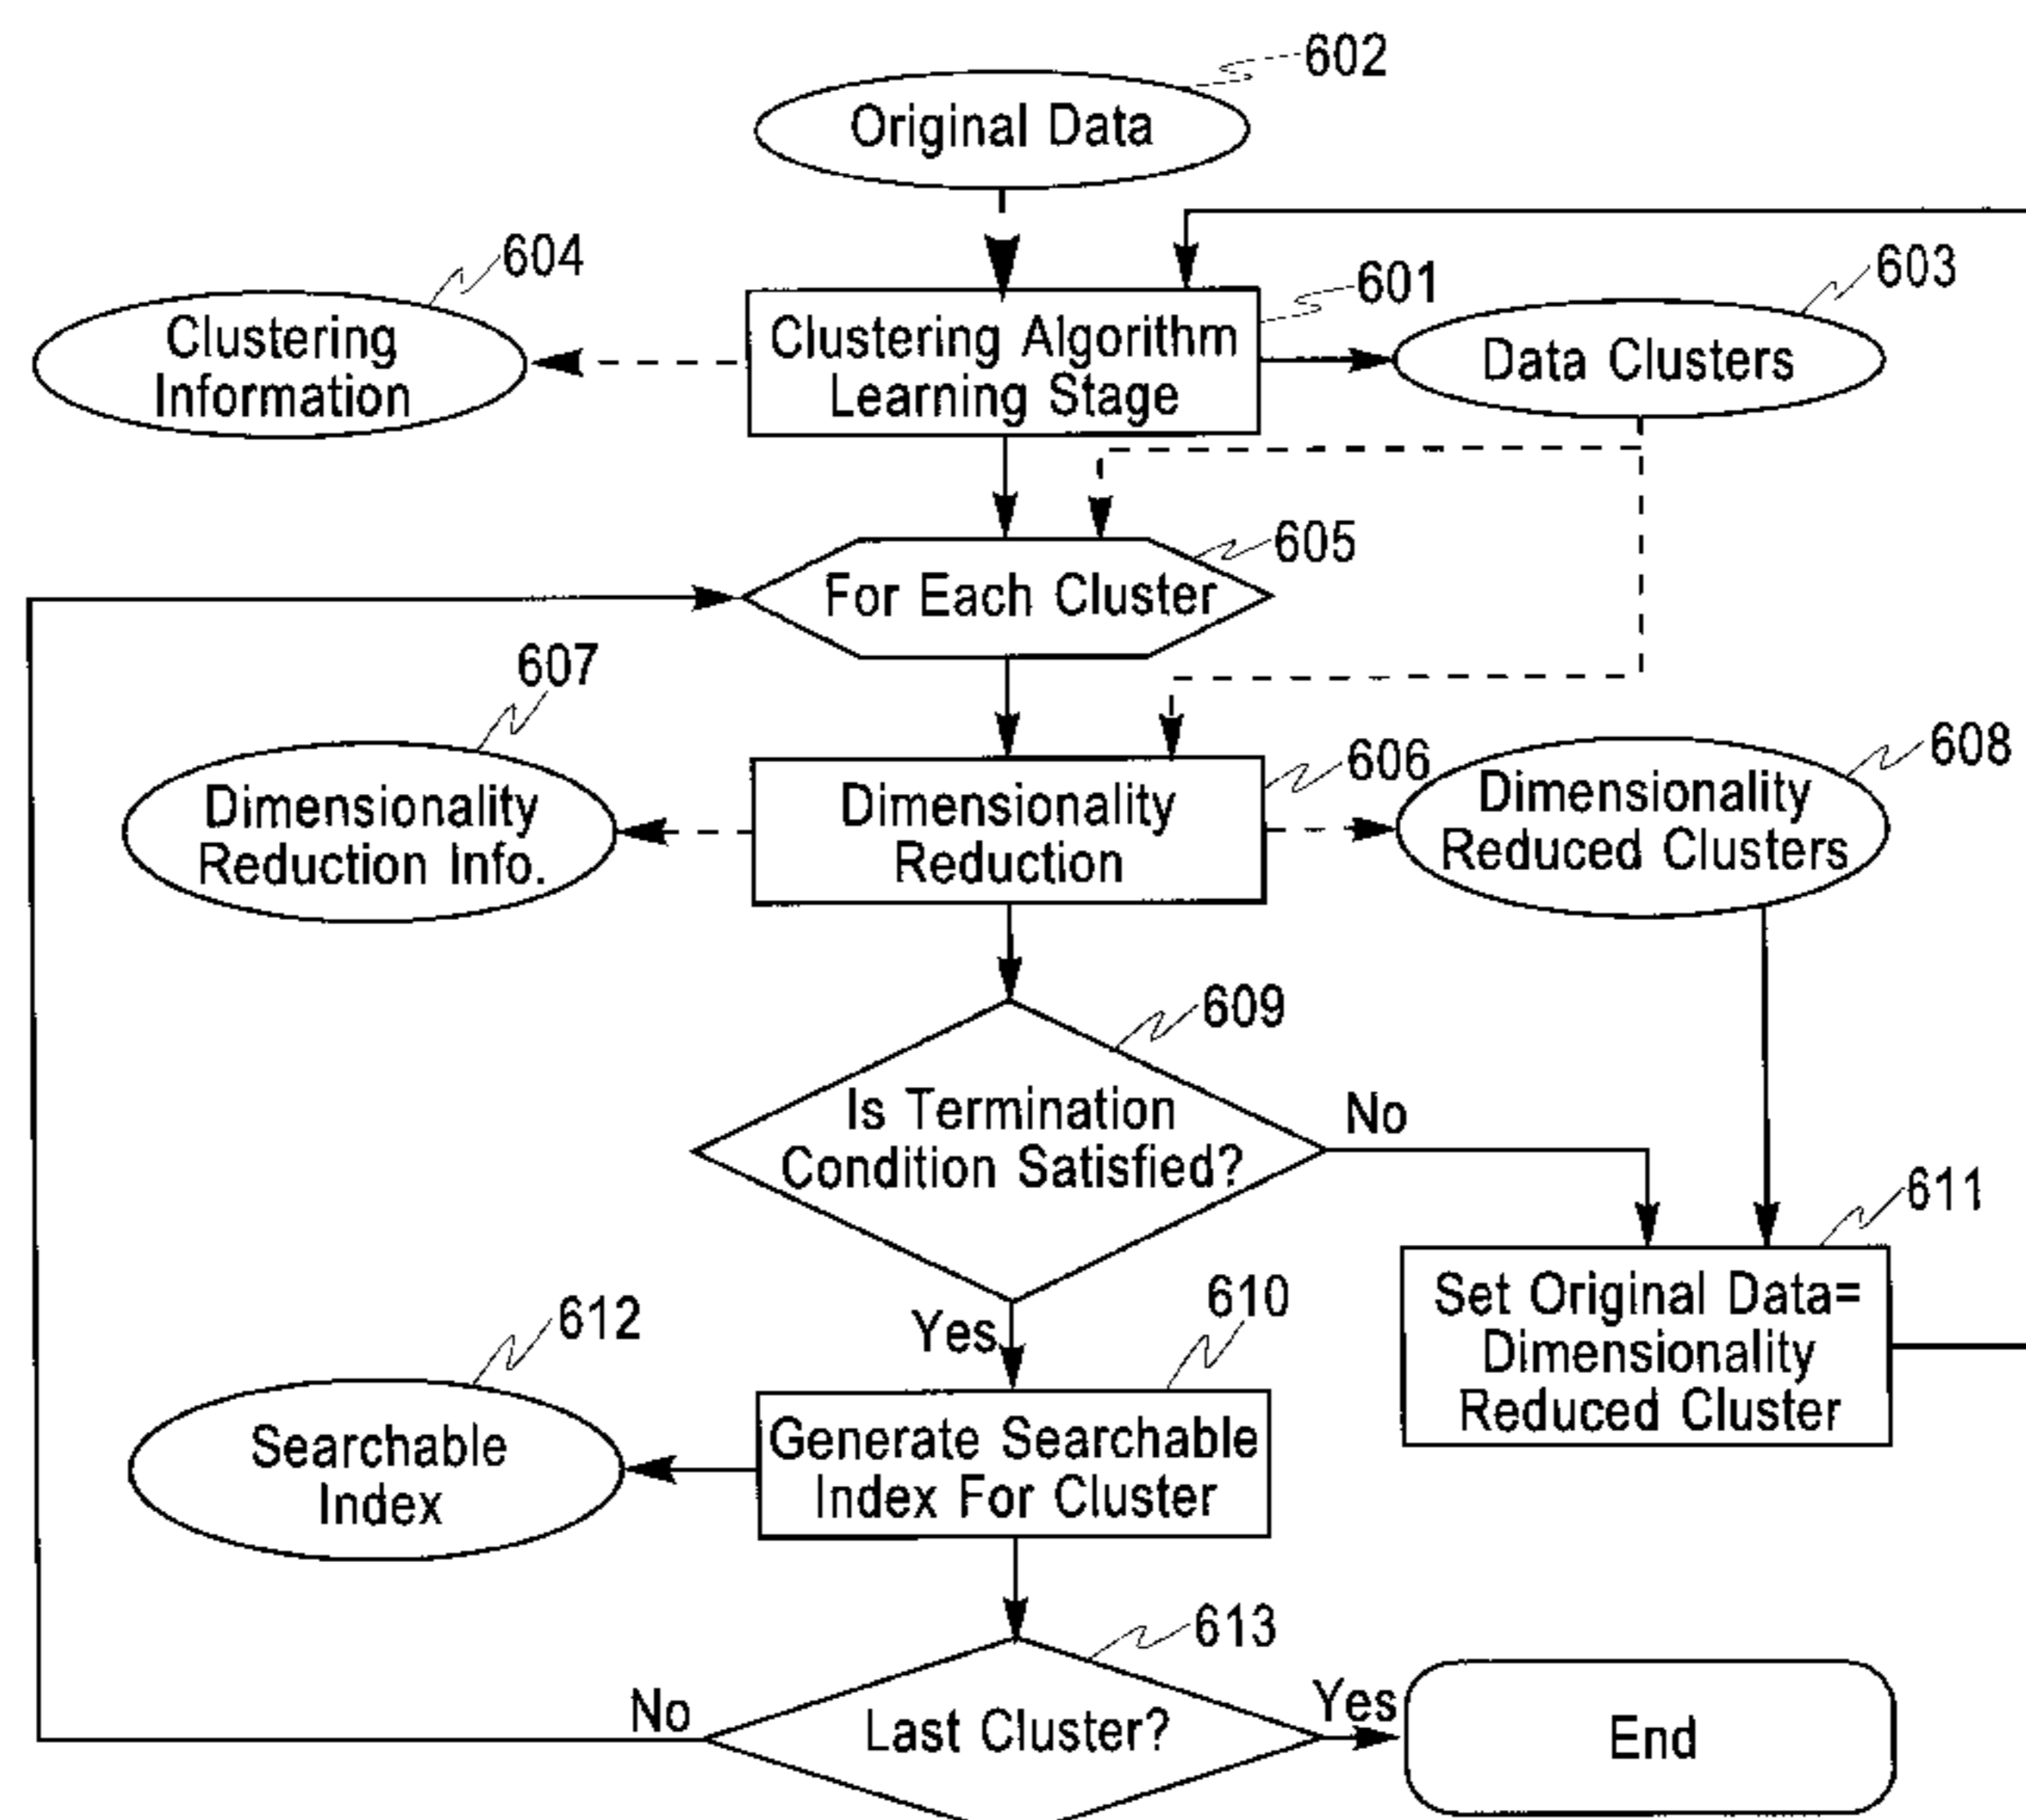 602
Original Data
604
Clustering
Information
601
Clustering Algorithm
Learning Stage
603
Data Clusters
605
For Each Cluster
607
Dimensionality
Reduction Info.
606
Dimensionality
Reduction
608
Dimensionality
Reduced Clusters
609
Is Termination
Condition Satisfied?
No
611
Set Original Data=
Dimensionality
Reduced Cluster
Yes
610
612
Searchable
Index
Generate Searchable
Index For Cluster
613
No
Last Cluster?
Yes
End